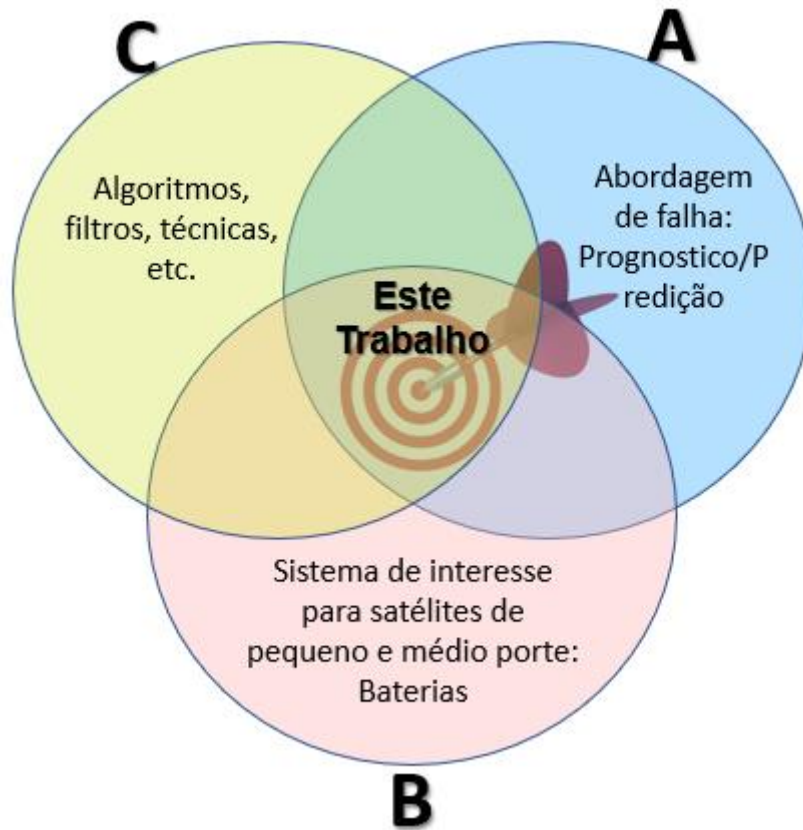 C
A
Algoritmos,
filtros, técnicas,
etc.
Abordagem
de falha:
Prognostico/P
redição
Este
Trabalho
Sistema de interesse
para satélites de
pequeno e médio porte:
Baterias
B